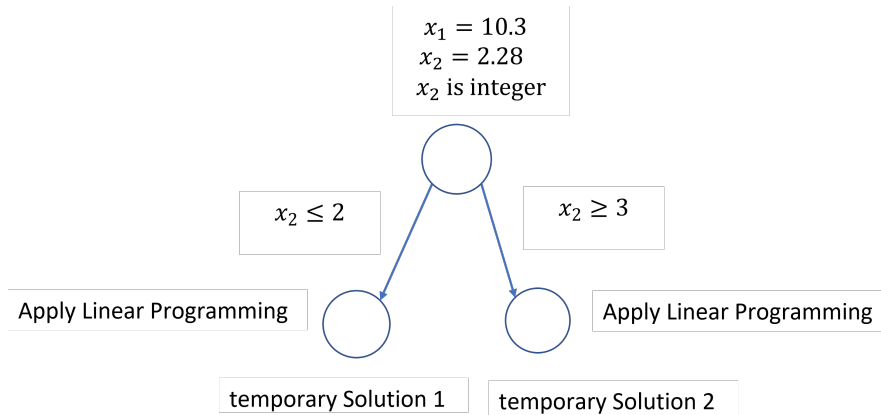 x₁ = 10.3
x₂ = 2.28
x₂ is integer
x₂ ≤ 2
x₂ ≥ 3
Apply Linear Programming
Apply Linear Programming
temporary Solution 1
temporary Solution 2